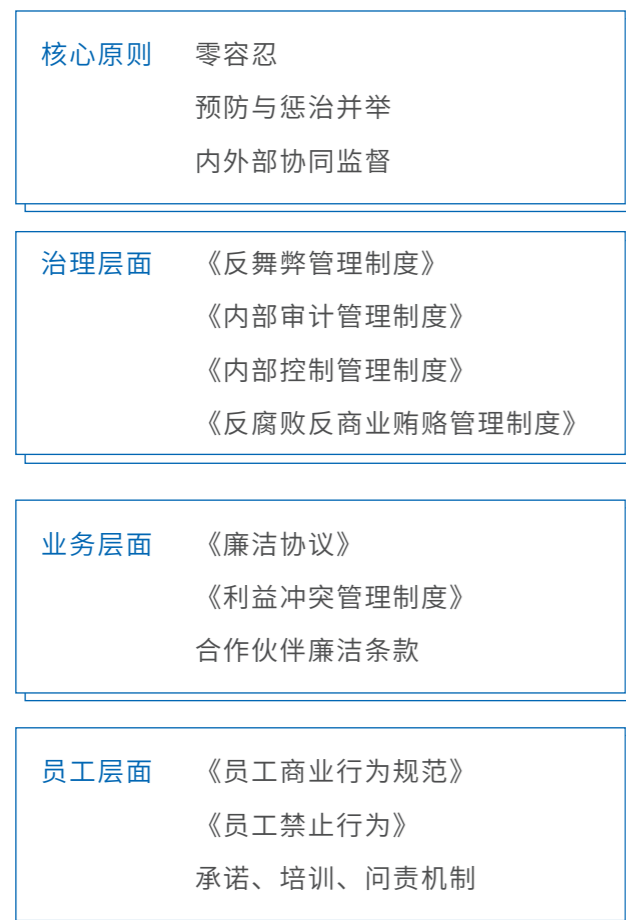 核心原则 零容忍
预防与惩治并举
内外部协同监督
治理层面 《反舞弊管理制度》
《内部审计管理制度》
《内部控制管理制度》
《反腐败反商业贿赂管理制度》
业务层面 《廉洁协议》
《利益冲突管理制度》
合作伙伴廉洁条款
员工层面 《员工商业行为规范》
《员工禁止行为》
承诺、培训、问责机制